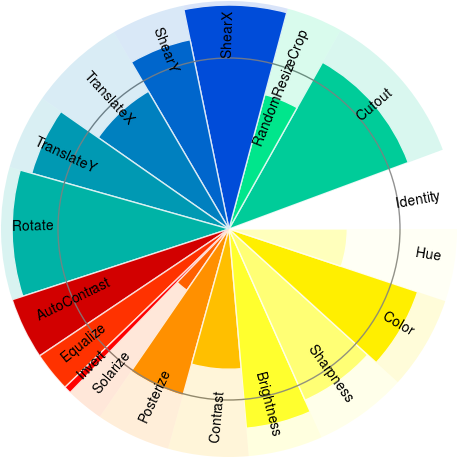 ShearX
RandomResizeCrop
Cutout
Identity
Hue
Color
Sharpness
Brightness
Contrast
Posterize
Solarize
Invert
Equalize
AutoContrast
Rotate
TranslateY
TranslateX
ShearY